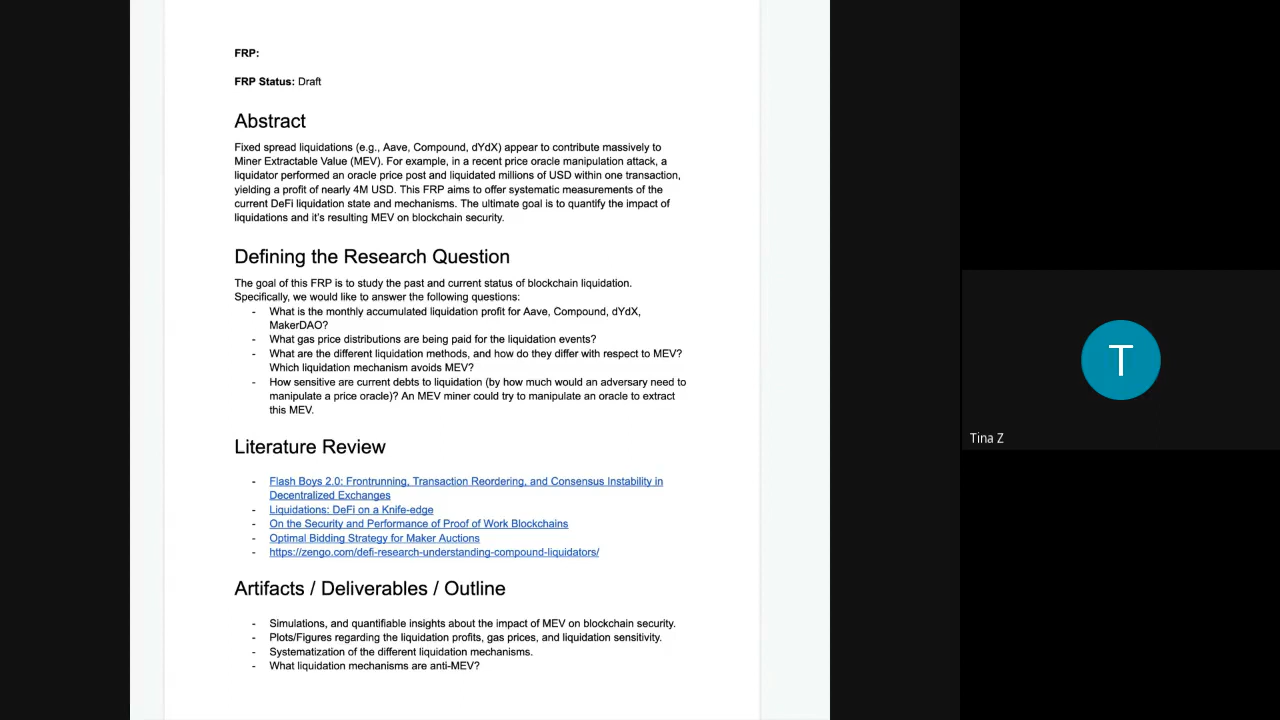 FRP:
FRP Status: Draft
Abstract
Fixed spread liquidations (e.g., Aave, Compound, dYdX) appear to contribute massively to
Miner Extractable Value (MEV). For example, in a recent price oracle manipulation attack, a
liquidator performed an oracle price post and liquidated millions of USD within one transaction,
yielding a profit of nearly 4M USD. This FRP aims to offer systematic measurements of the
current DeFi liquidation state and mechanisms. The ultimate goal is to quantify the impact of
liquidations and it's resulting MEV on blockchain security.
Defining the Research Question
The goal of this FRP is to study the past and current status of blockchain liquidation.
Specifically, we would like to answer the following questions:
- What is the monthly accumulated liquidation profit for Aave, Compound, dYdX,
MakerDAO?
- What gas price distributions are being paid for the liquidation events?
- What are the different liquidation methods, and how do they differ with respect to MEV?
Which liquidation mechanism avoids MEV?
- How sensitive are current debts to liquidation (by how much would an adversary need to
manipulate a price oracle)? An MEV miner could try to manipulate an oracle to extract
this MEV.
Literature Review
- Flash Boys 2.0: Frontrunning, Transaction Reordering, and Consensus Instability in
Decentralized Exchanges
- Liquidations: DeFi on a Knife-edge
- On the Security and Performance of Proof of Work Blockchains
- Optimal Bidding Strategy for Maker Auctions
- https://zengo.com/defi-research-understanding-compound-liquidators/
Artifacts / Deliverables / Outline
- Simulations, and quantifiable insights about the impact of MEV on blockchain security.
- Plots/Figures regarding the liquidation profits, gas prices, and liquidation sensitivity.
- Systematization of the different liquidation mechanisms.
- What liquidation mechanisms are anti-MEV?
T
Tina Z